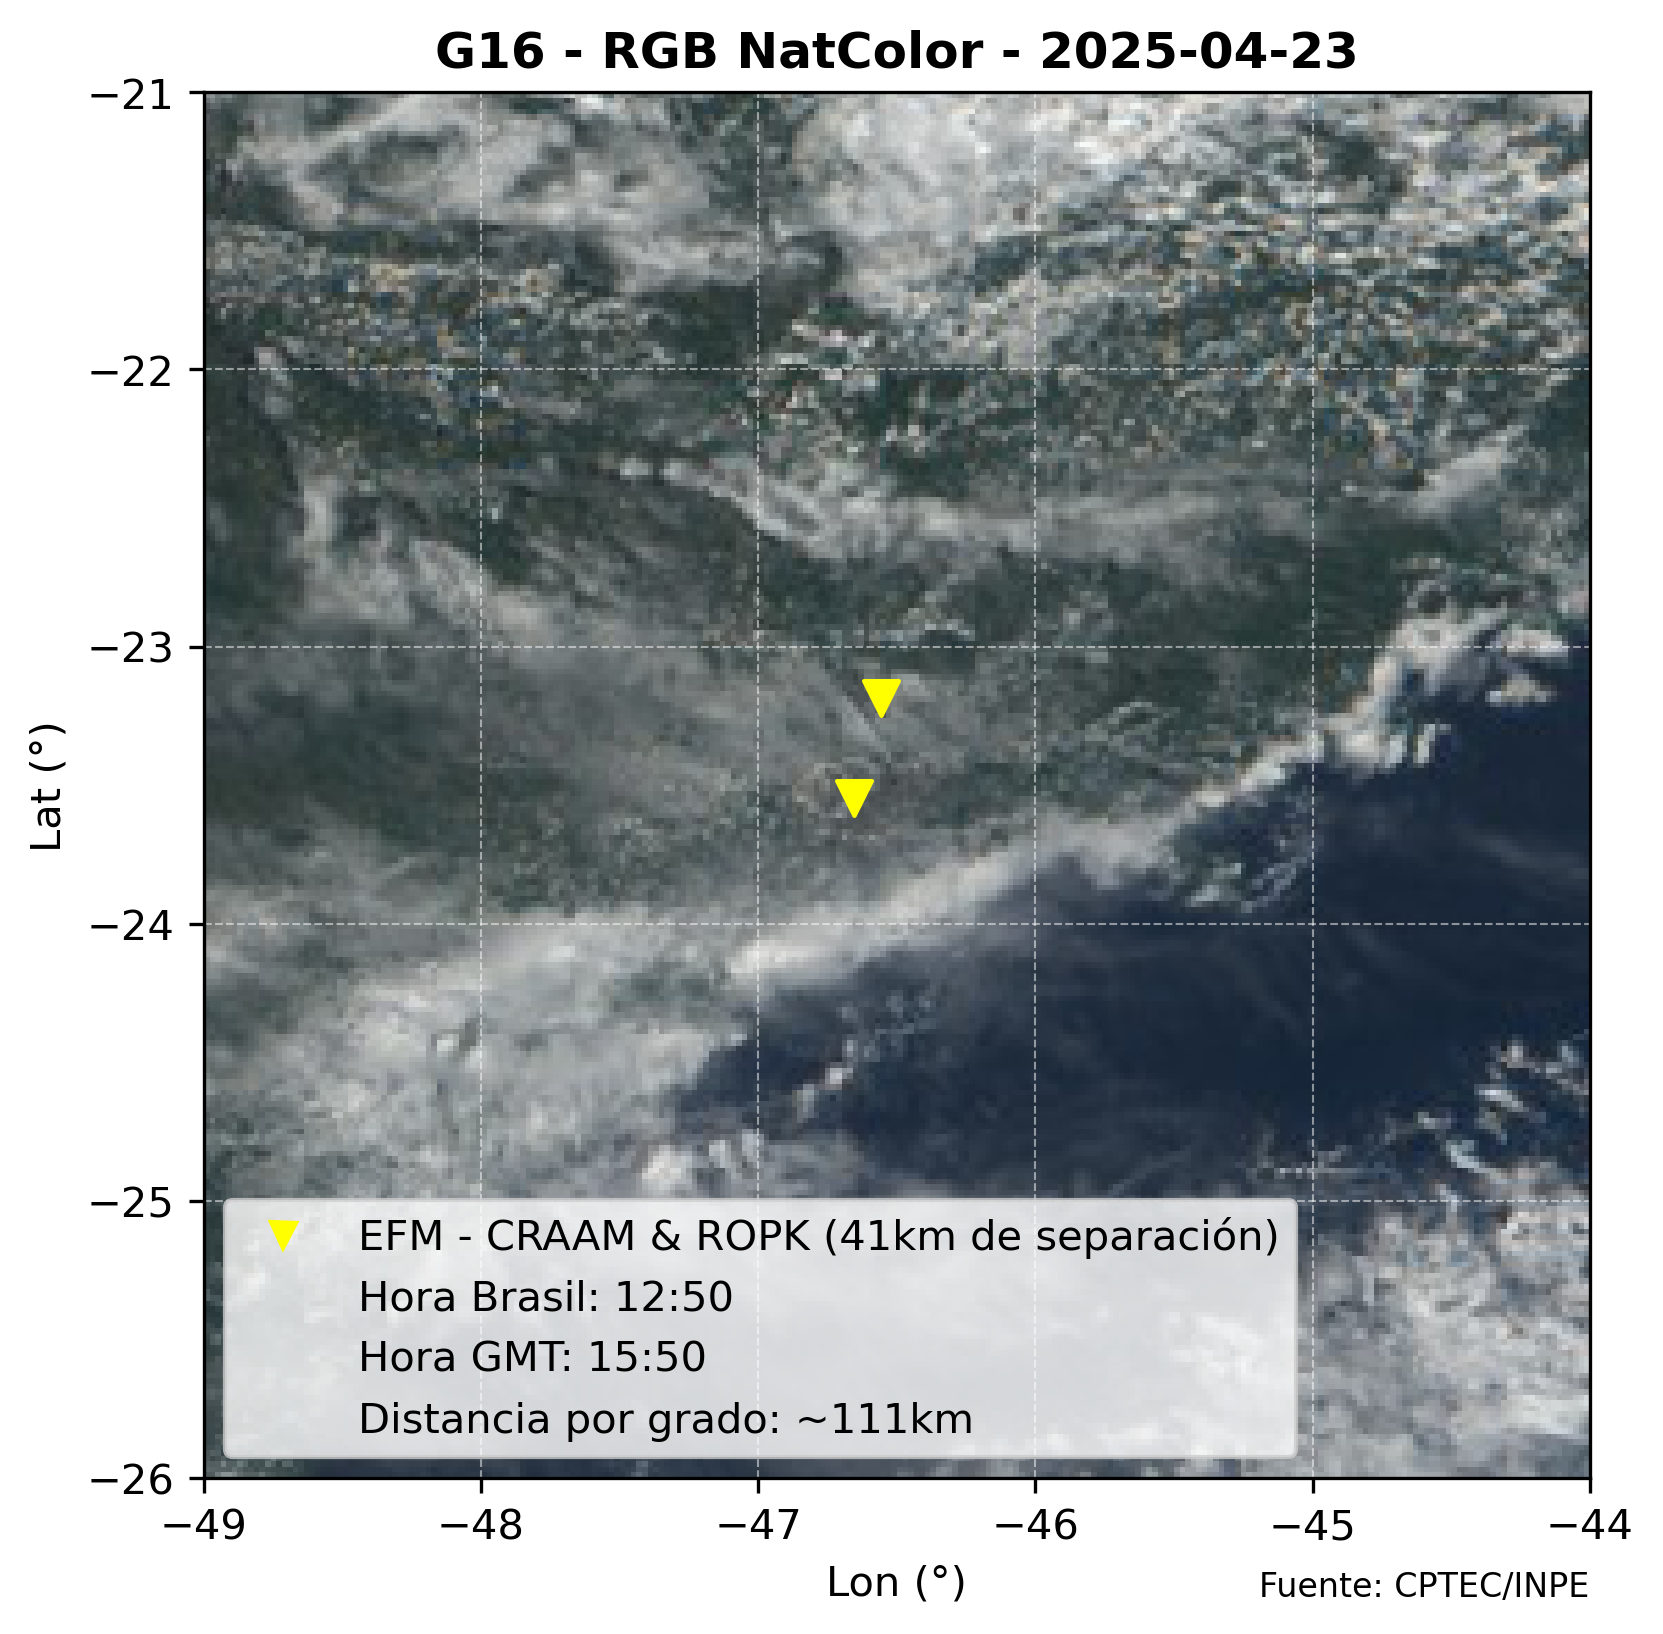 G16 - RGB NatColor - 2025-04-23
−21
−22
−23
−24
−25
−26
Lat (°)
EFM - CRAAM & ROPK (41km de separación)
Hora Brasil: 12:50
Hora GMT: 15:50
Distancia por grado: ~111km
−49
−48
−47
−46
−45
−44
Lon (°)
Fuente: CPTEC/INPE